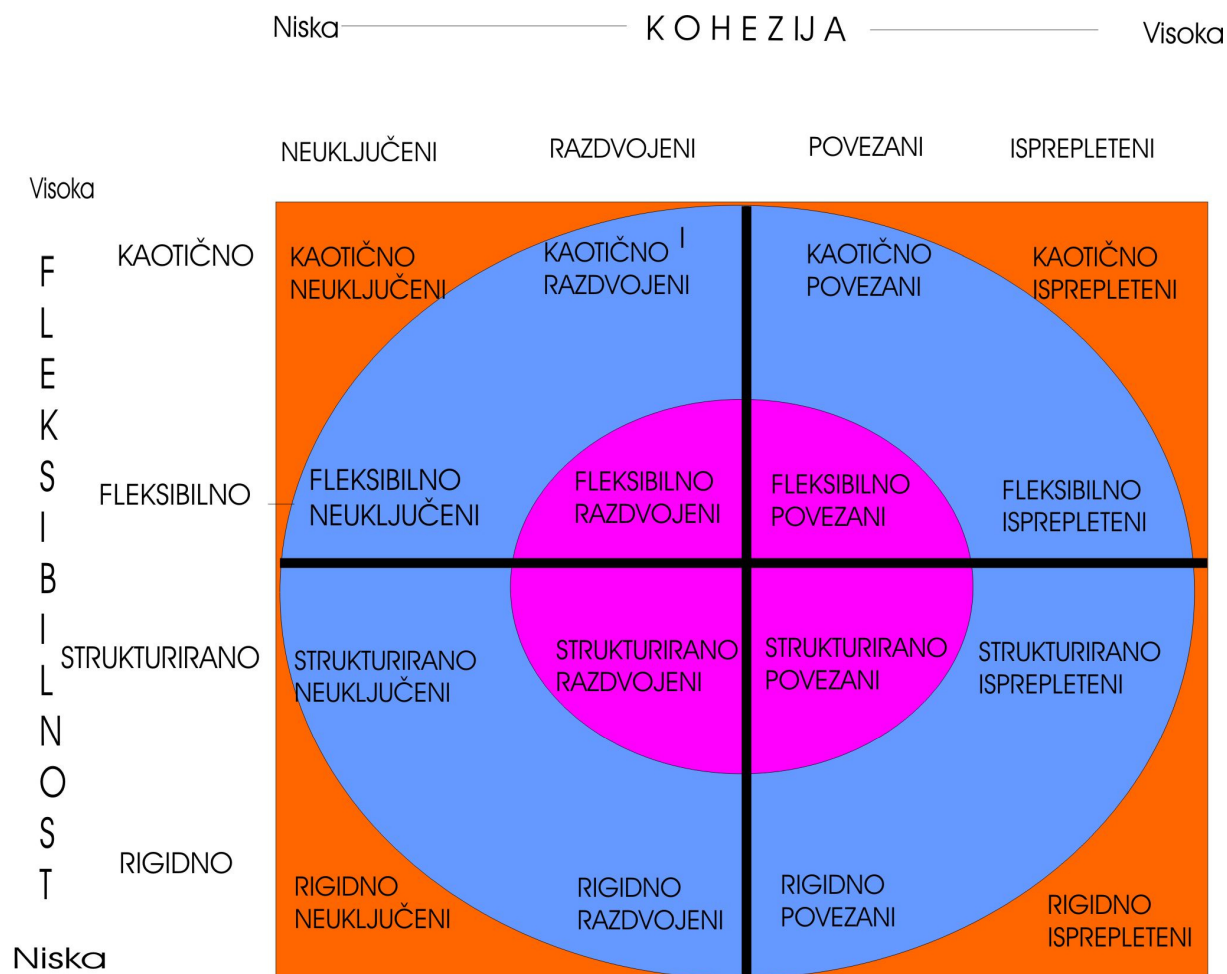 Niska KOHEZIJA Visoka
NEUKLJUČENI RAZDVOJENI POVEZANI ISPREPLETENI
Visoka
FLEKSIBILNOST
Niska
KAOTIČNO
KAOTIČNO
NEUKLJUČENI
KAOTIČNO I
RAZDVOJENI
KAOTIČNO
POVEZANI
KAOTIČNO
ISPREPLETENI
FLEKSIBILNO
FLEKSIBILNO
NEUKLJUČENI
FLEKSIBILNO
RAZDVOJENI
FLEKSIBILNO
POVEZANI
FLEKSIBILNO
ISPREPLETENI
STRUKTURIRANO
STRUKTURIRANO
NEUKLJUČENI
STRUKTURIRANO
RAZDVOJENI
STRUKTURIRANO
POVEZANI
STRUKTURIRANO
ISPREPLETENI
RIGIDNO
RIGIDNO
NEUKLJUČENI
RIGIDNO
RAZDVOJENI
RIGIDNO
POVEZANI
RIGIDNO
ISPREPLETENI